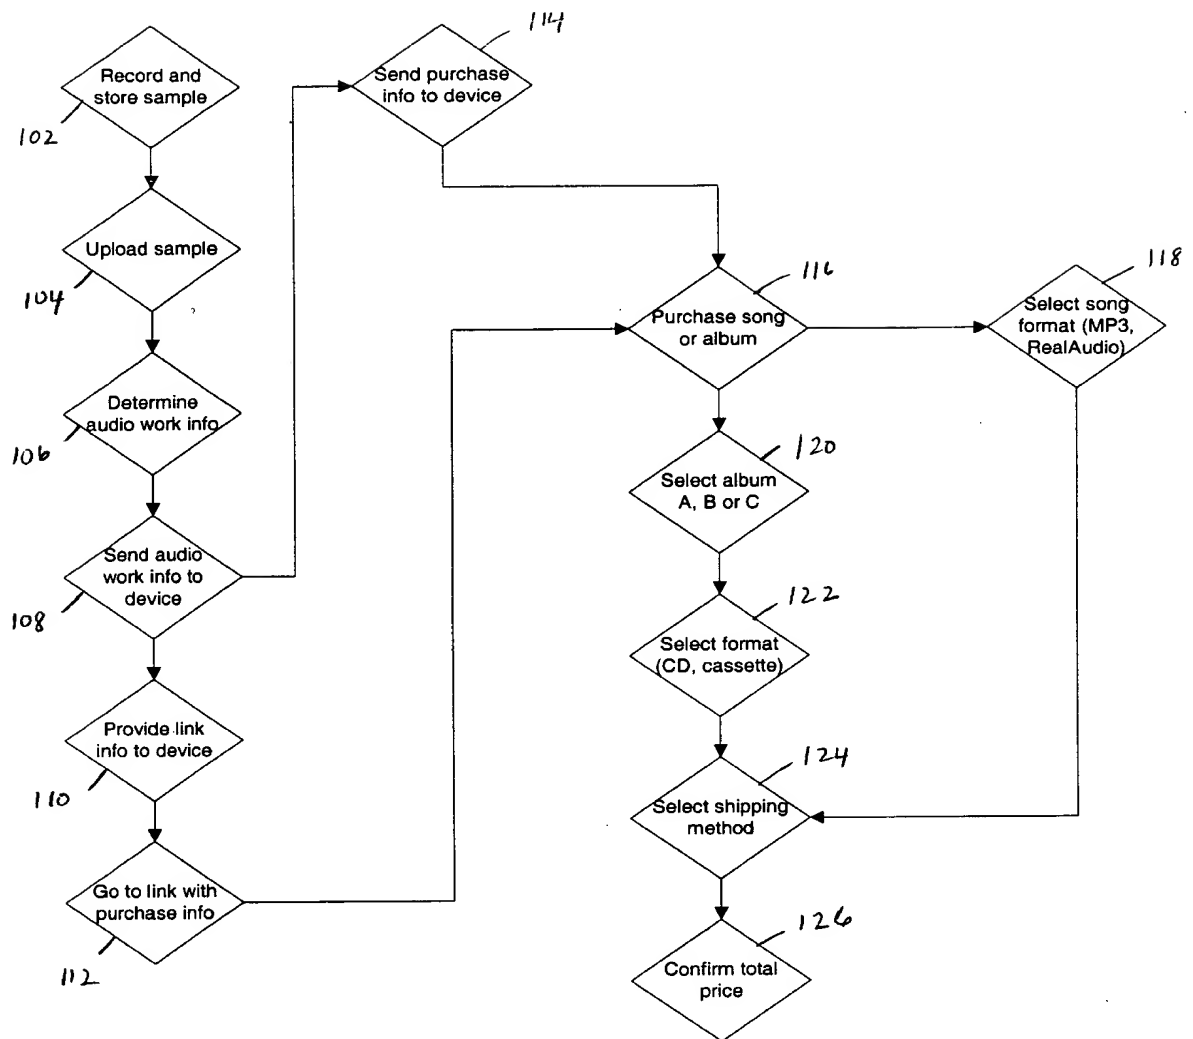 Record and
store sample
102
Upload sample
104
Determine
audio work info
106
Send audio
work info to
device
108
Provide link
info to device
110
Go to link with
purchase info
112
Send purchase
info to device
114
Purchase song
or album
116
Select song
format (MP3,
RealAudio)
118
Select album
A, B or C
120
Select format
(CD, cassette)
122
Select shipping
method
124
Confirm total
price
126